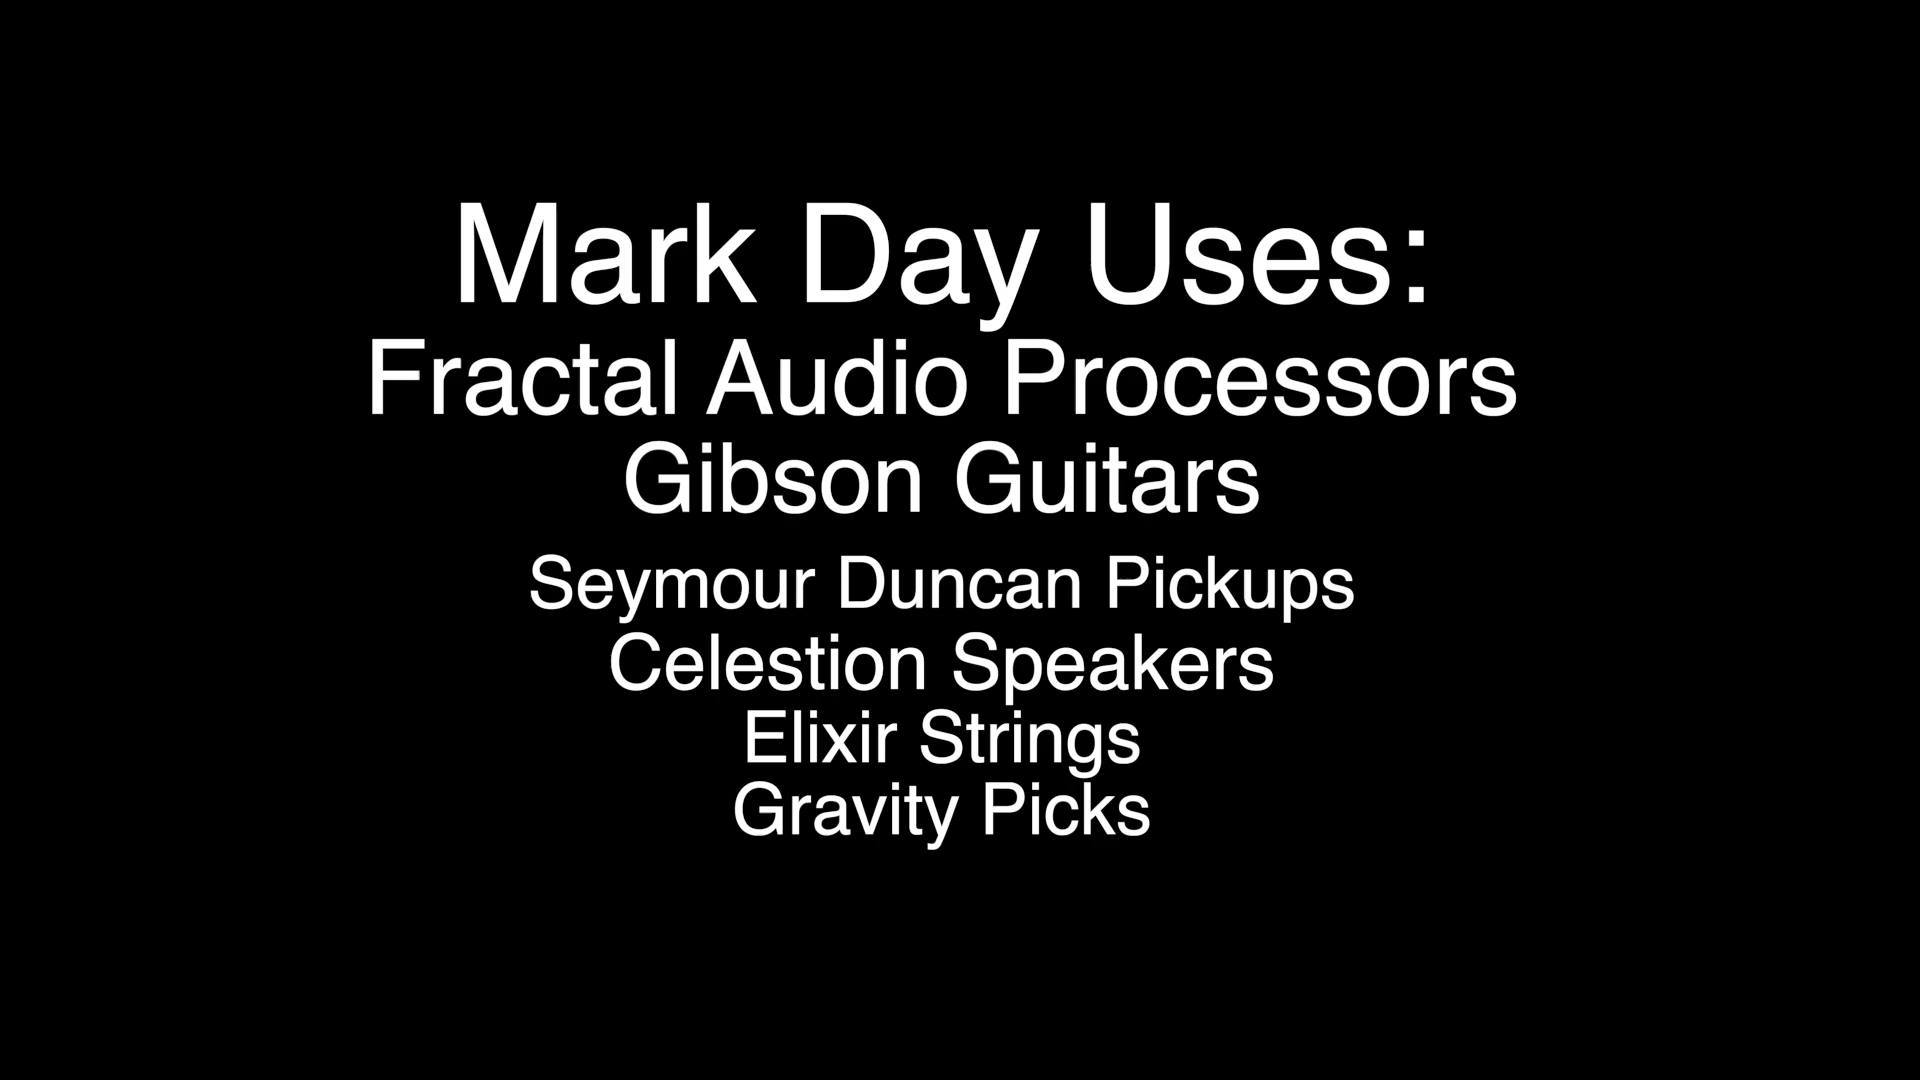 Mark Day Uses:
Fractal Audio Processors
Gibson Guitars
Seymour Duncan Pickups
Celestion Speakers
Elixir Strings
Gravity Picks